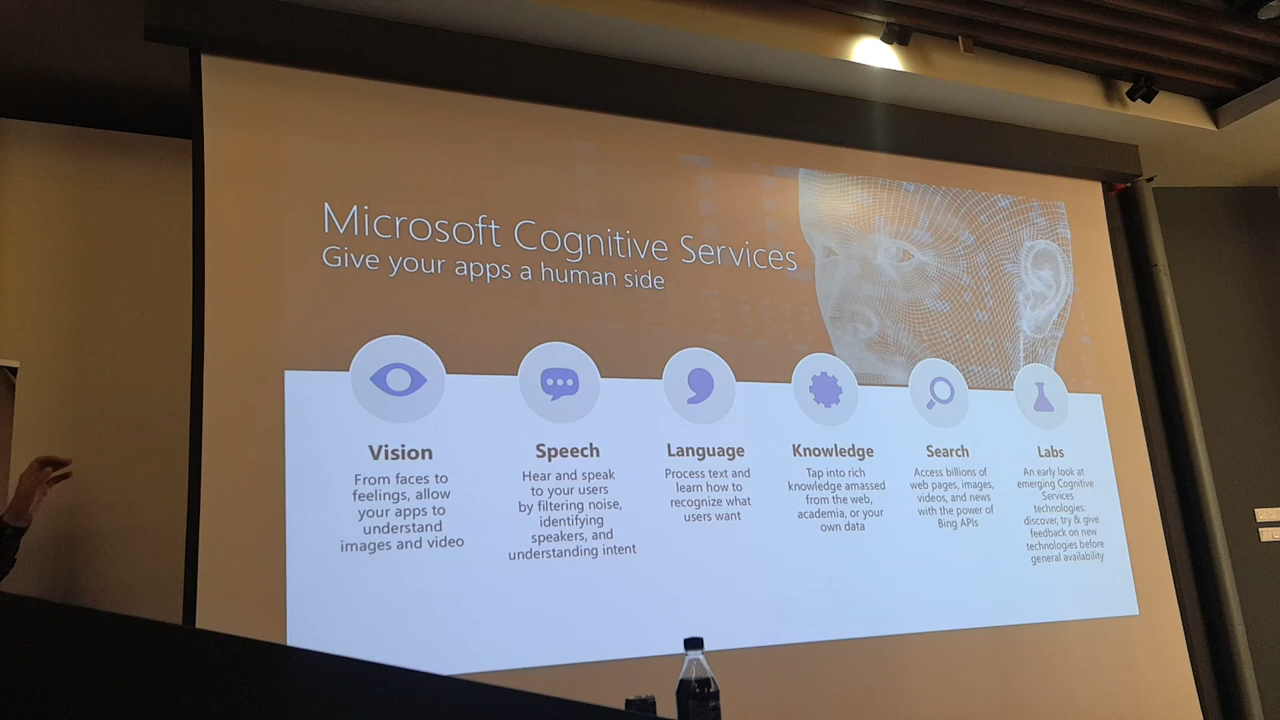 Microsoft Cognitive Services
Give your apps a human side
Vision
From faces to
feelings, allow
your apps to
understand
images and video
Speech
Hear and speak
to your users
by filtering noise,
identifying
speakers, and
understanding intent
Language
Process text and
learn how to
recognize what
users want
Knowledge
Tap into rich
knowledge amassed
from the web,
academia, or your
own data
Search
Access billions of
web pages, images,
videos, and news
with the power of
Bing APIs
Labs
An early look at
emerging Cognitive
Services
technologies:
discover, try & give
feedback on new
technologies before
general availability